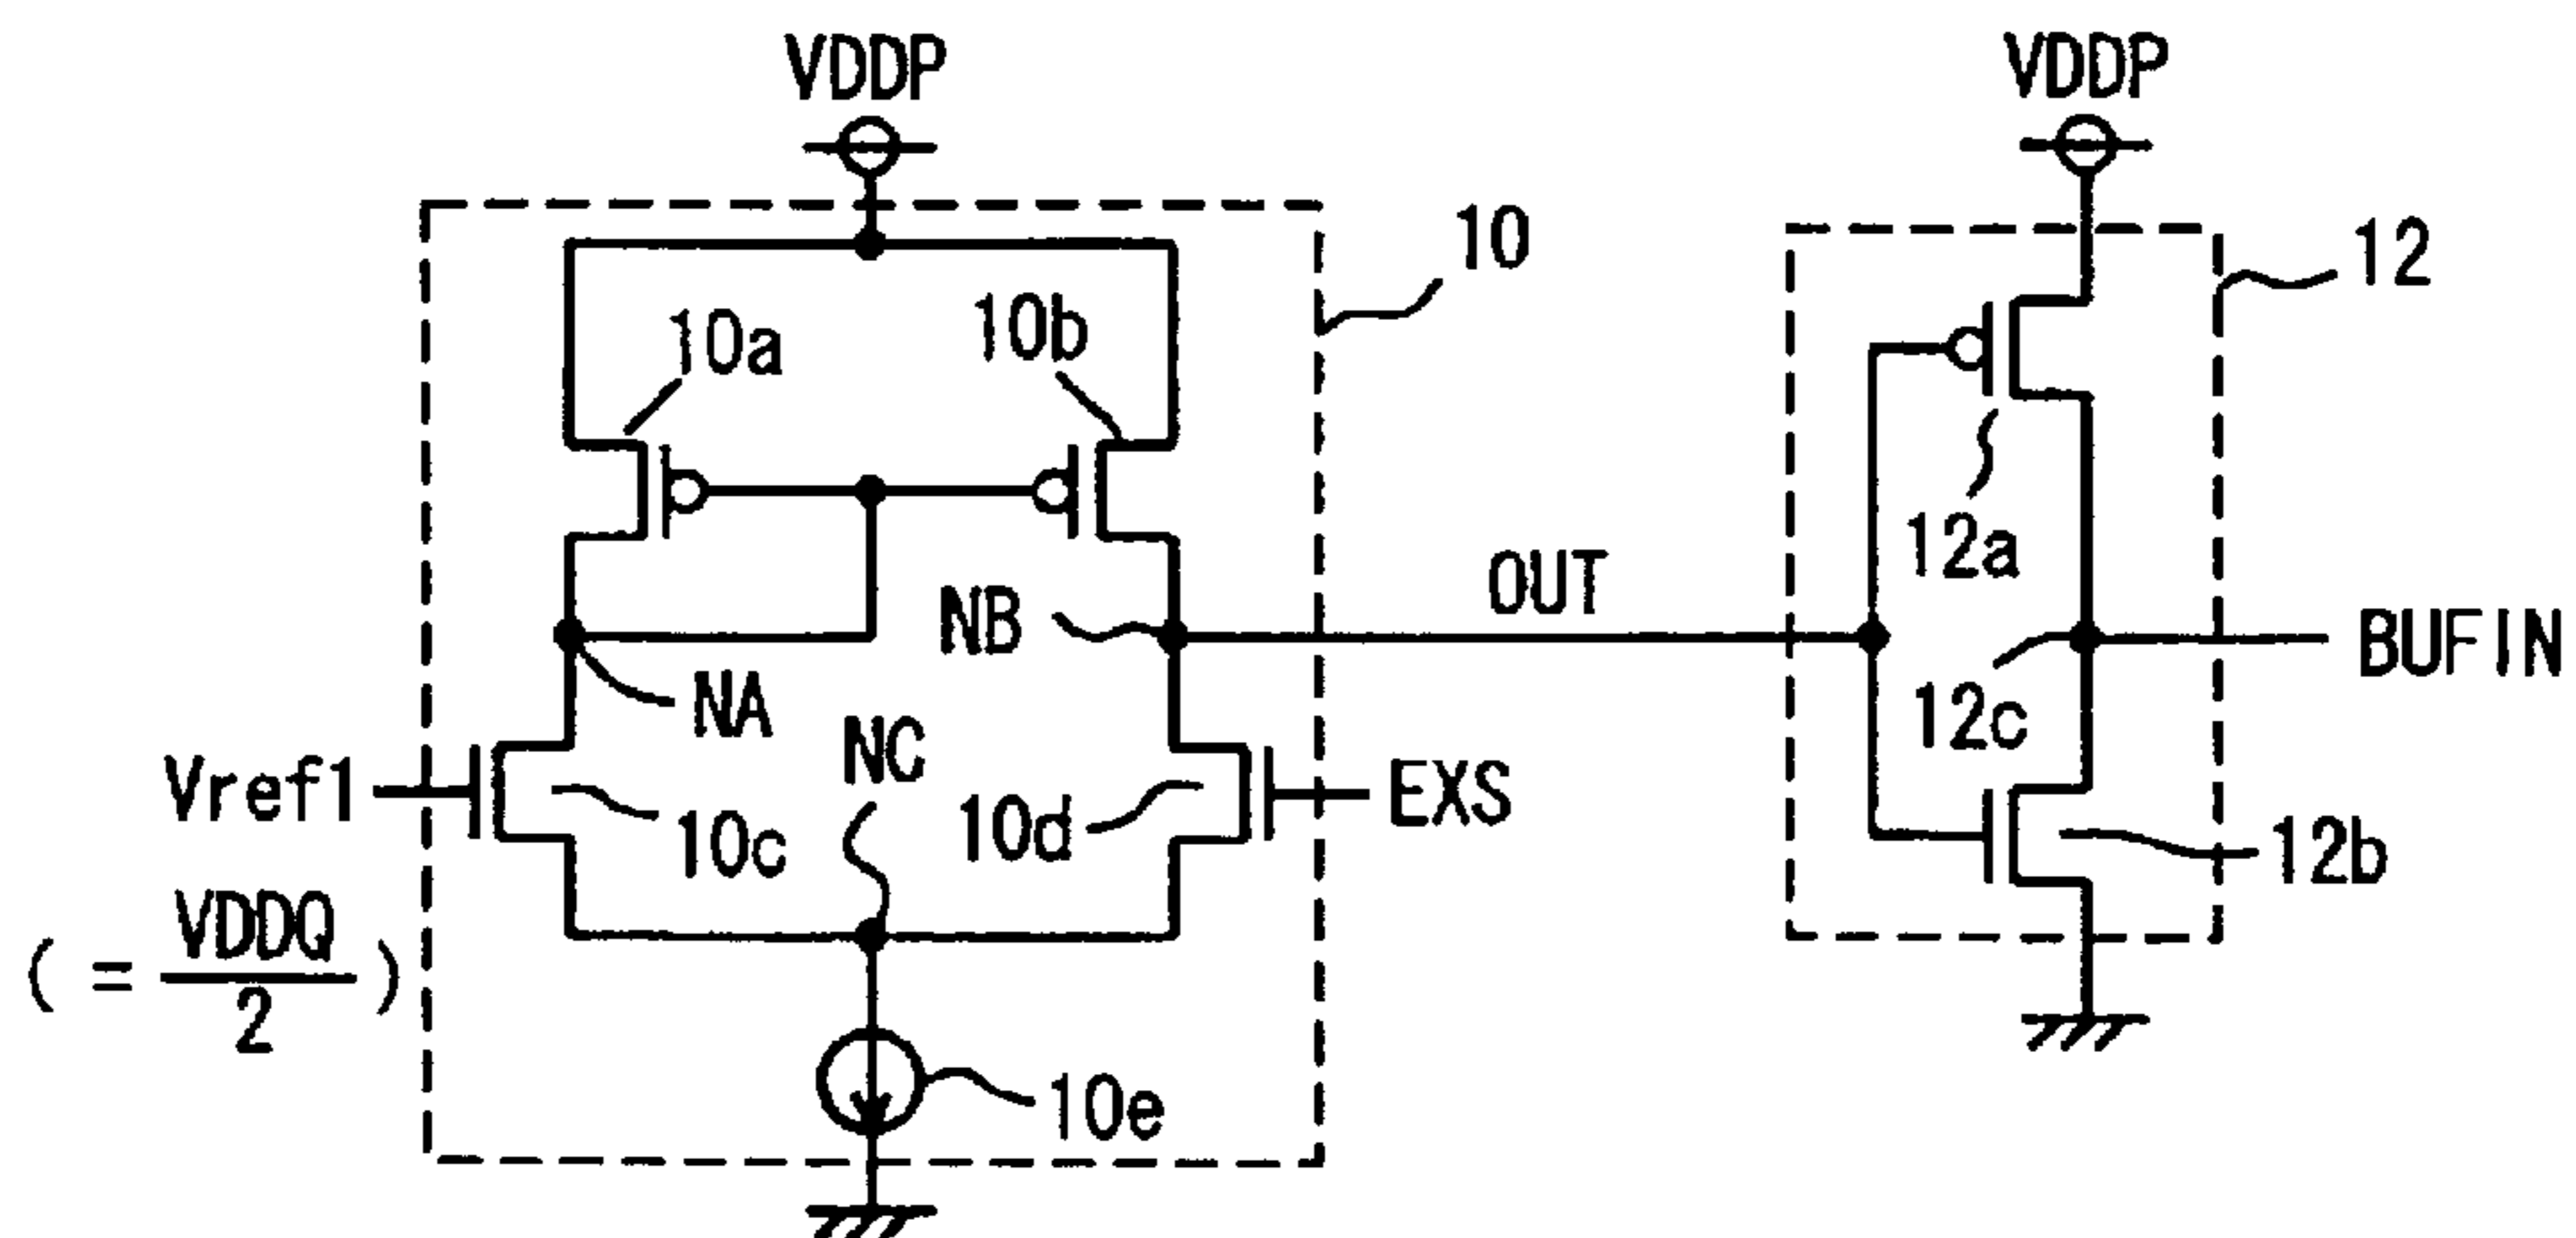 VDDP
VDDP
10
12
10a
10b
12a
OUT
NB
BUFIN
NA
12c
NC
Vref1
10c
10d
EXS
12b
( = VDDQ/2 )
10e